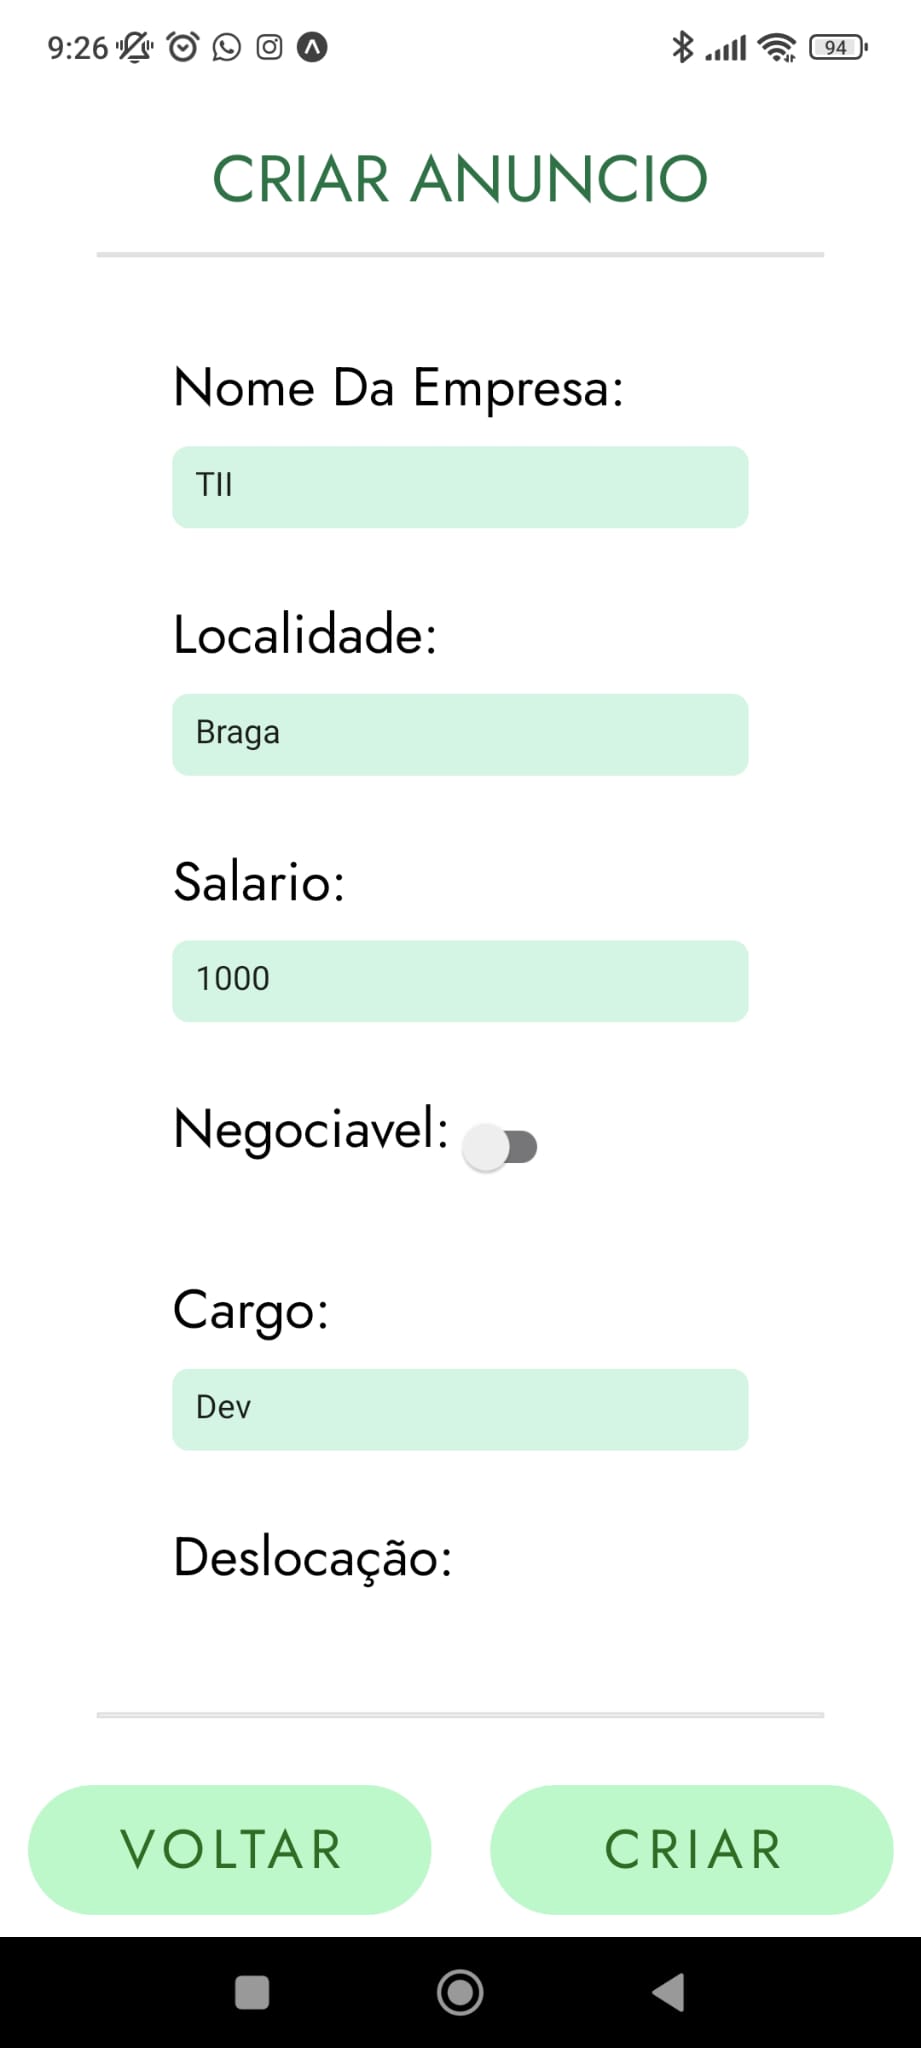 9:26
94
CRIAR ANUNCIO
Nome Da Empresa:
TII
Localidade:
Braga
Salario:
1000
Negociavel:
Cargo:
Dev
Deslocação:
VOLTAR CRIAR